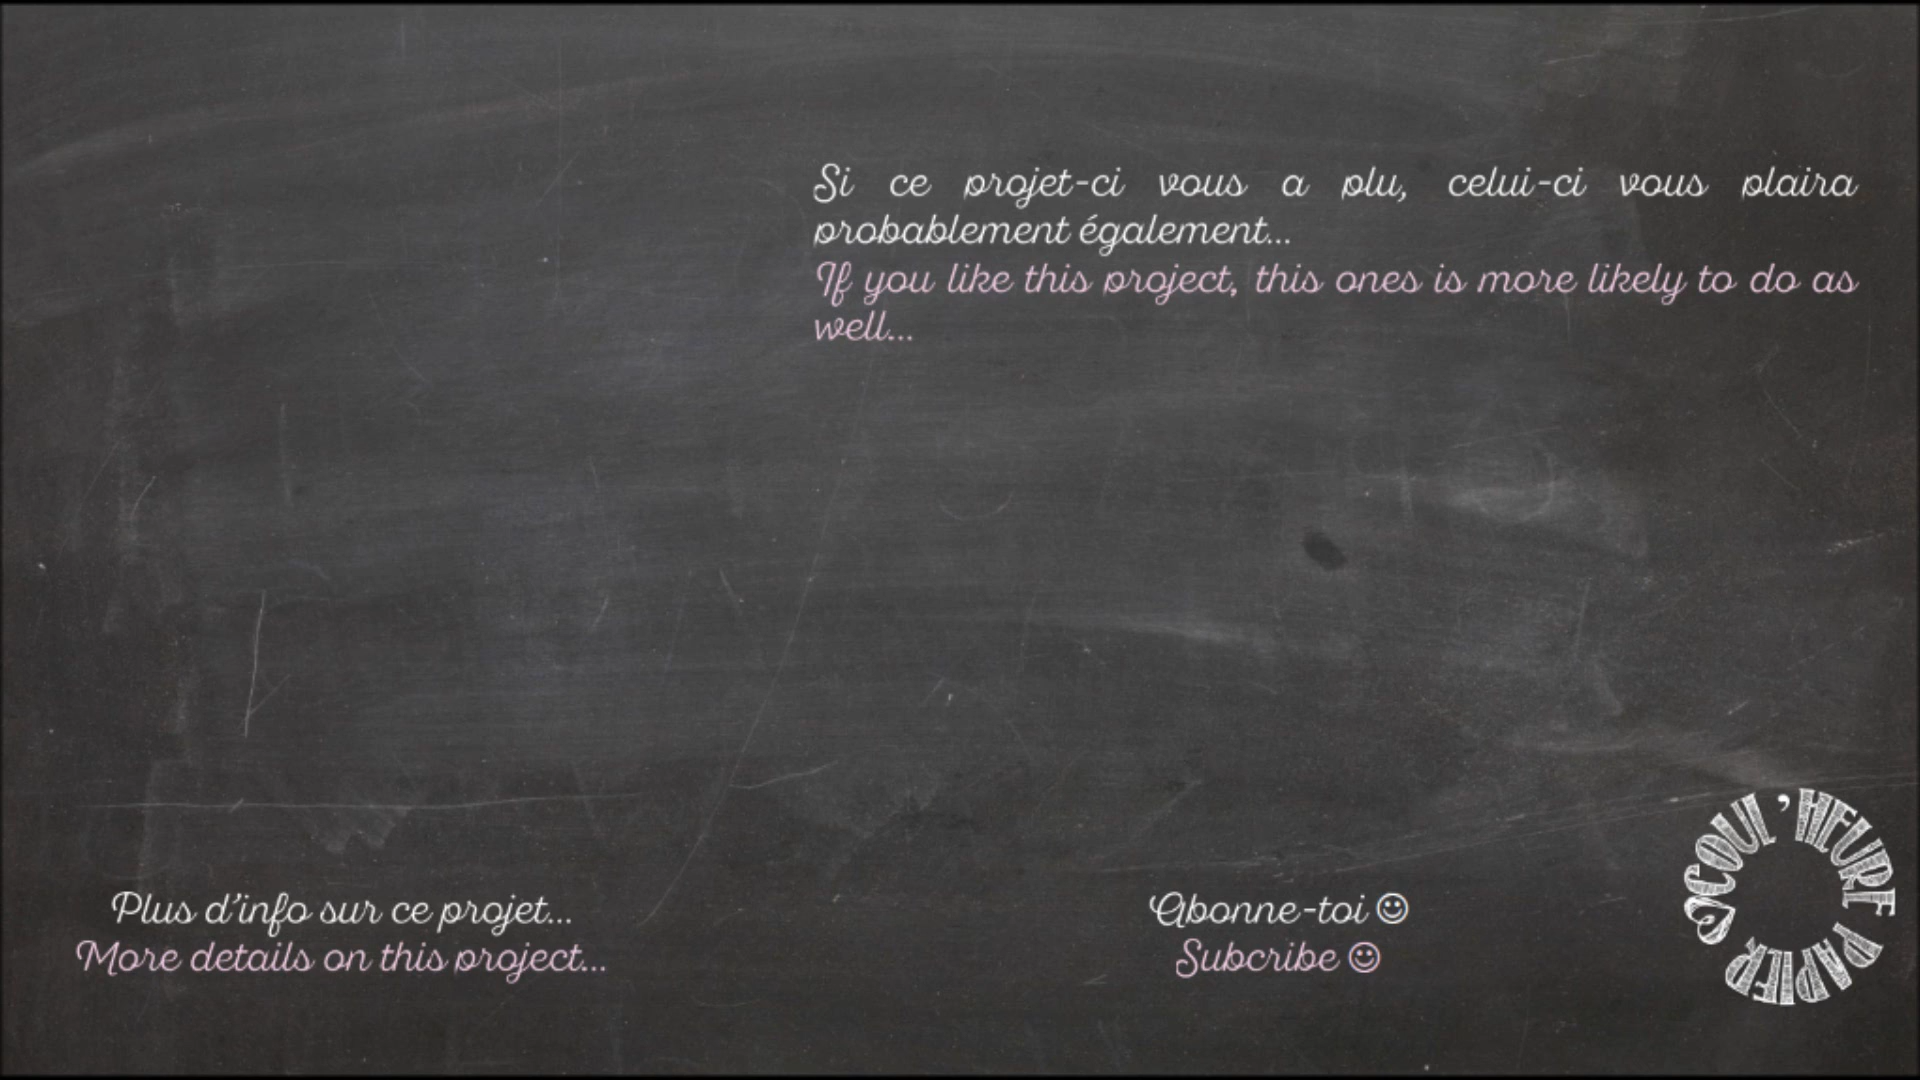 Si ce projet-ci vous a plu, celui-ci vous plaira
probablement également...
If you like this project, this ones is more likely to do as
well...
Plus d'info sur ce projet...
More details on this project...
Abonne-toi ☺
Subcribe ☺
SCOUL'HEURE PAPIER